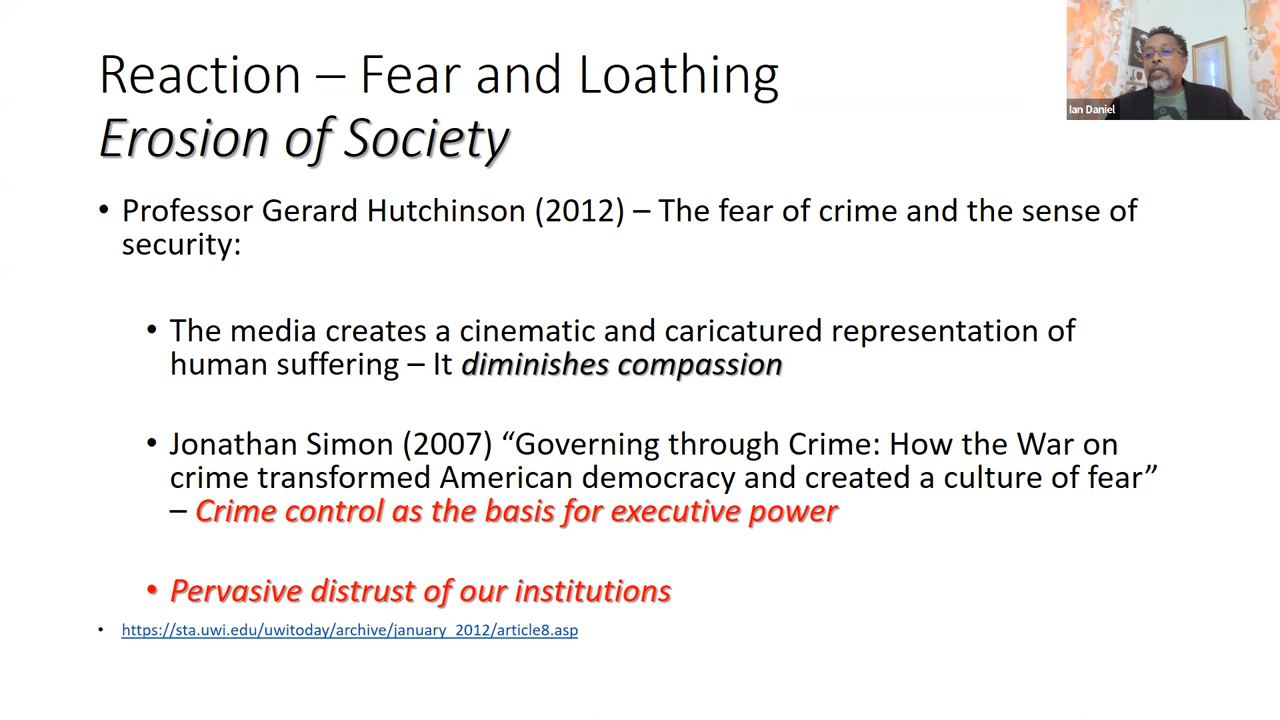 Reaction – Fear and Loathing
Erosion of Society
Ian Daniel
• Professor Gerard Hutchinson (2012) – The fear of crime and the sense of
security:
• The media creates a cinematic and caricatured representation of
human suffering – It diminishes compassion
• Jonathan Simon (2007) “Governing through Crime: How the War on
crime transformed American democracy and created a culture of fear”
– Crime control as the basis for executive power
• Pervasive distrust of our institutions
• https://sta.uwi.edu/uwitoday/archive/january_2012/article8.asp